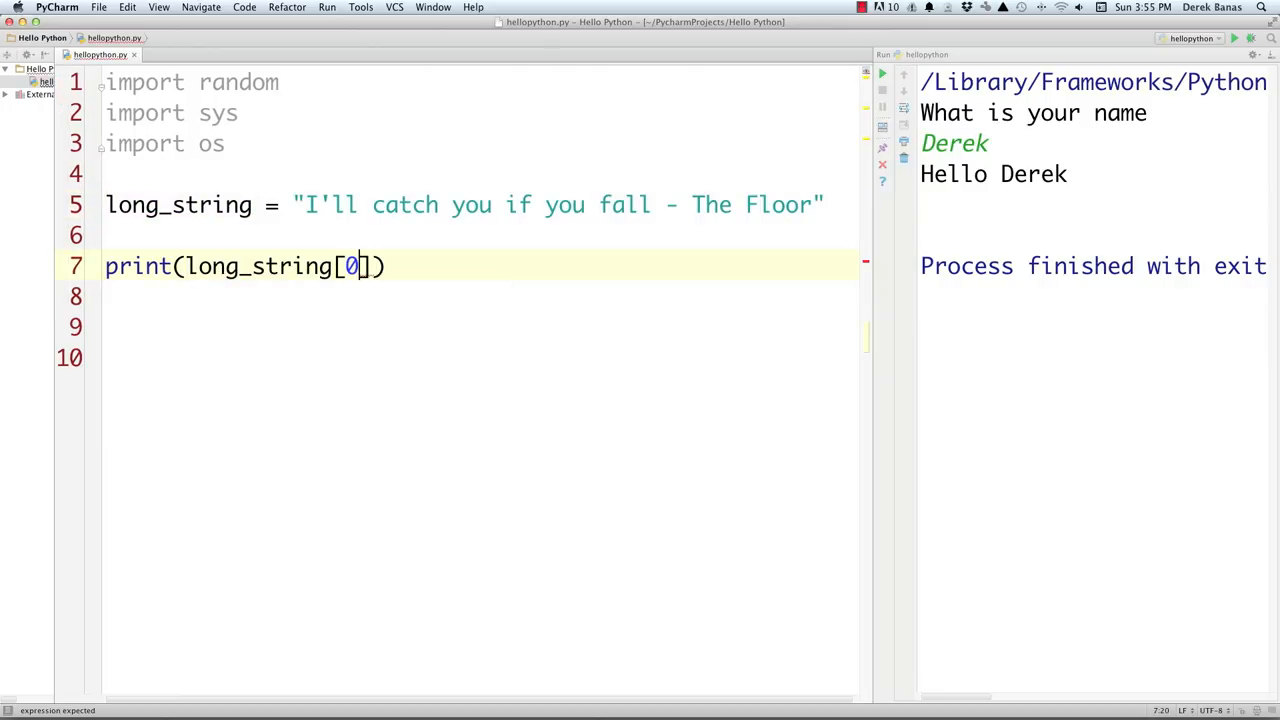 PyCharm File Edit View Navigate Code Refactor Run Tools VCS Window Help 10 Sun 3:55 PM Derek Banas
hellopython.py - Hello Python - [~/PycharmProjects/Hello Python]
Hello Python hellopython.py hellopython
hellopython.py Run hellopython
Hello P
hell
Externa
1 import random
2 import sys
3 import os
4
5 long_string = "I'll catch you if you fall - The Floor"
6
7 print(long_string[0])
8
9
10
/Library/Frameworks/Python
What is your name
Derek
Hello Derek
Process finished with exit
expression expected 7:20 LF UTF-8